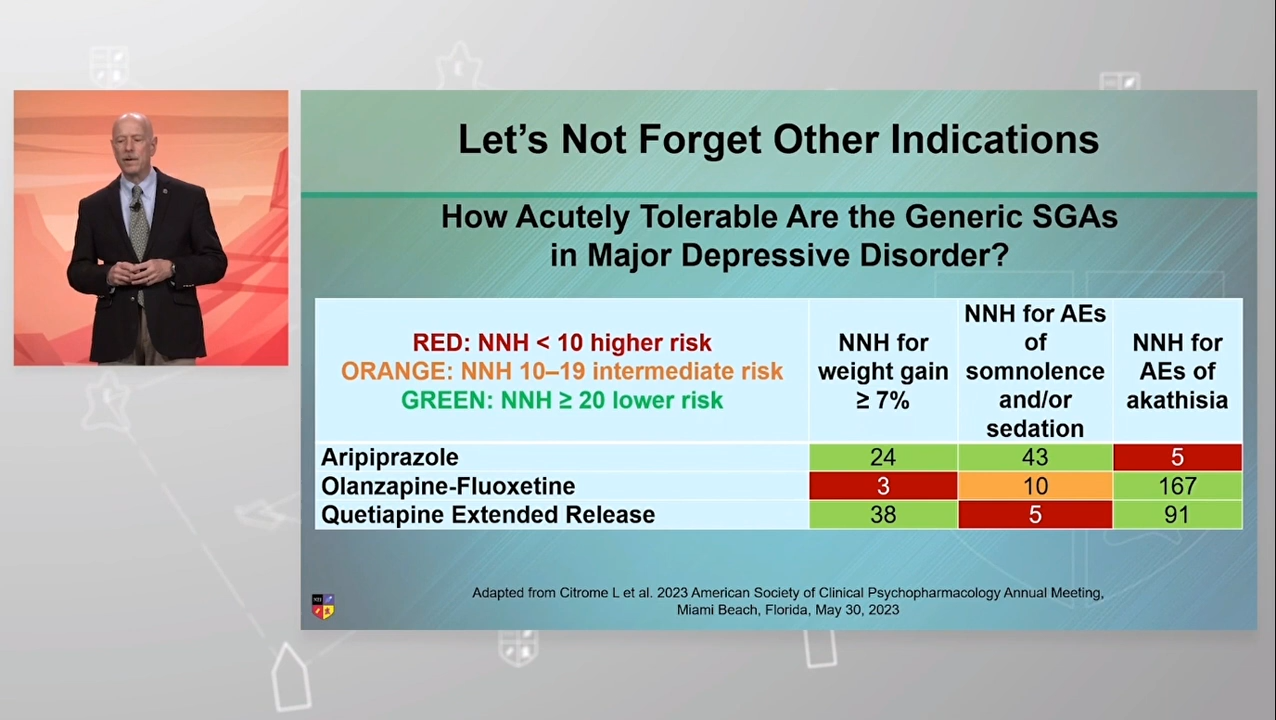 Let's Not Forget Other Indications
How Acutely Tolerable Are the Generic SGAs
in Major Depressive Disorder?
RED: NNH < 10 higher risk
ORANGE: NNH 10–19 intermediate risk
GREEN: NNH ≥ 20 lower risk
NNH for
weight gain
≥ 7%
NNH for AEs
of
somnolence
and/or
sedation
NNH for
AEs of
akathisia
Aripiprazole 24 43 5
Olanzapine-Fluoxetine 3 10 167
Quetiapine Extended Release 38 5 91
Adapted from Citrome L et al. 2023 American Society of Clinical Psychopharmacology Annual Meeting,
Miami Beach, Florida, May 30, 2023